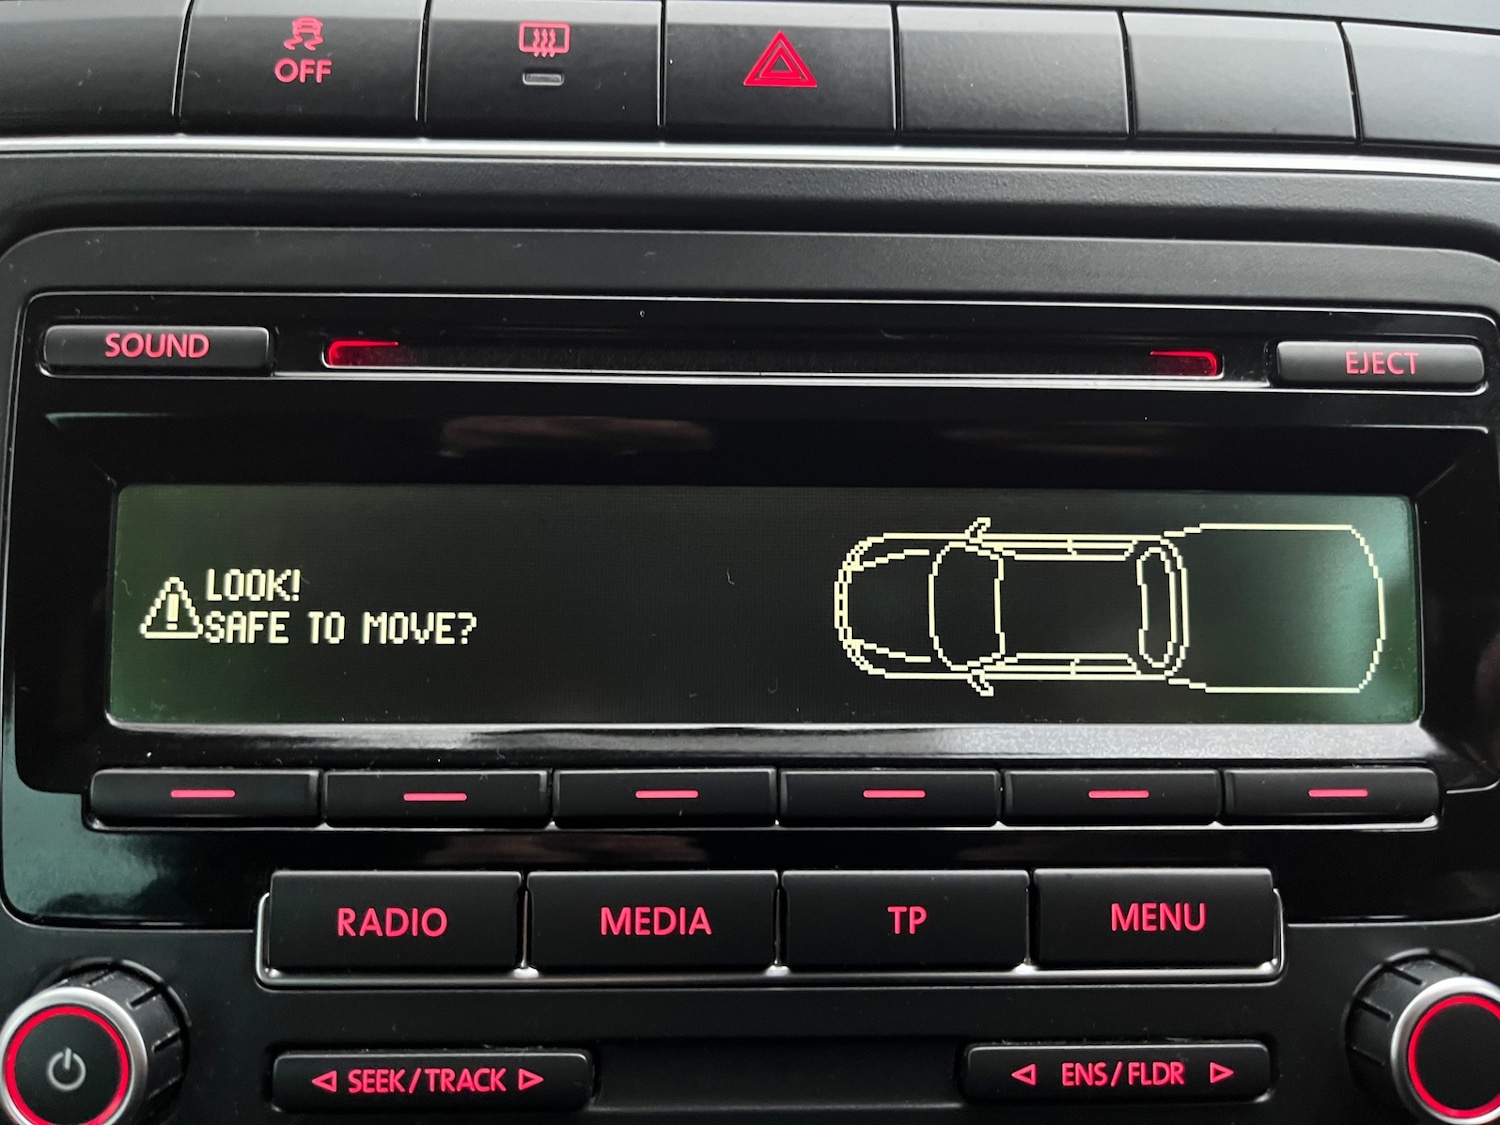 OFF
SOUND
EJECT
LOOK!
SAFE TO MOVE?
RADIO
MEDIA
TP
MENU
SEEK/TRACK
ENS/FLDR